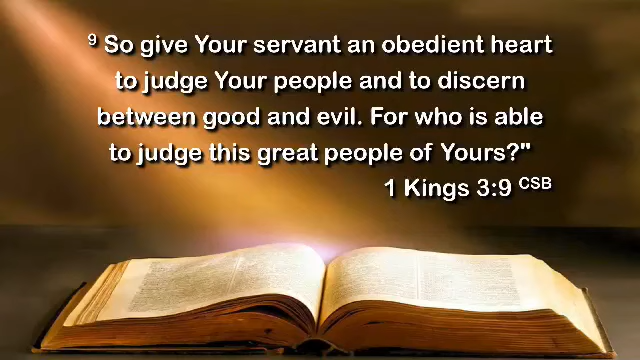 ⁹ So give Your servant an obedient heart
to judge Your people and to discern
between good and evil. For who is able
to judge this great people of Yours?"
1 Kings 3:9 CSB